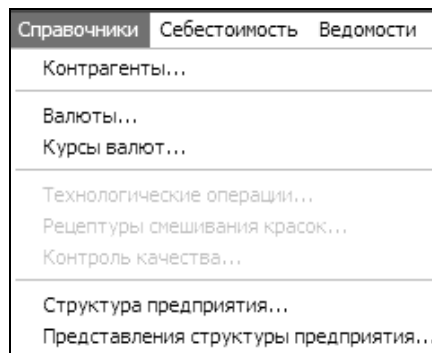 Справочники Себестоимость Ведомости
Контрагенты...
Валюты...
Курсы валют...
Технологические операции...
Рецептуры смешивания красок...
Контроль качества...
Структура предприятия...
Представления структуры предприятия...